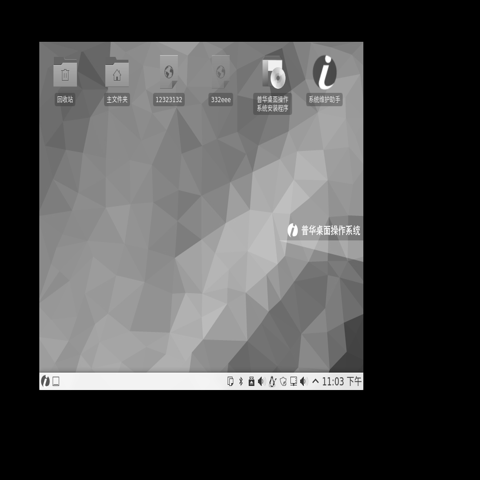 回收站
主文件夹
12323132
332eee
普华桌面操作
系统安装程序
系统维护助手
普华桌面操作系统
11:03 下午